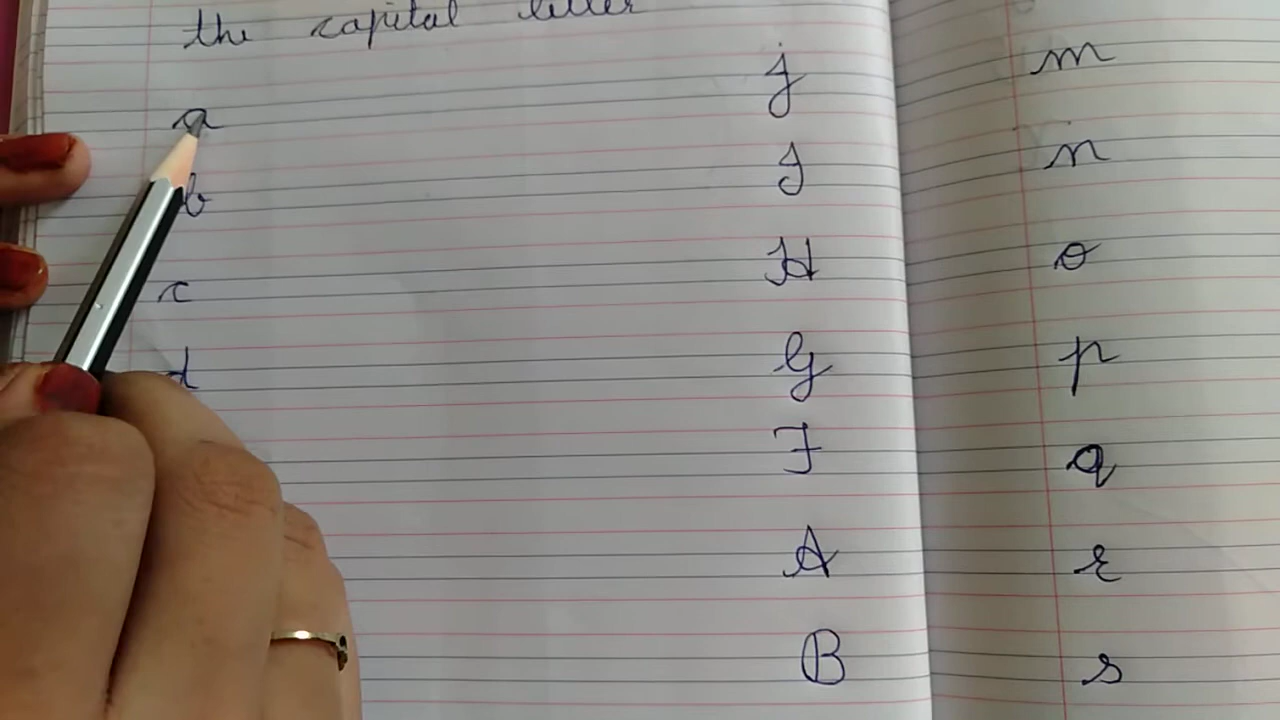 the capital letter
a j m
b I n
c H o
d G p
F q
A r
B s